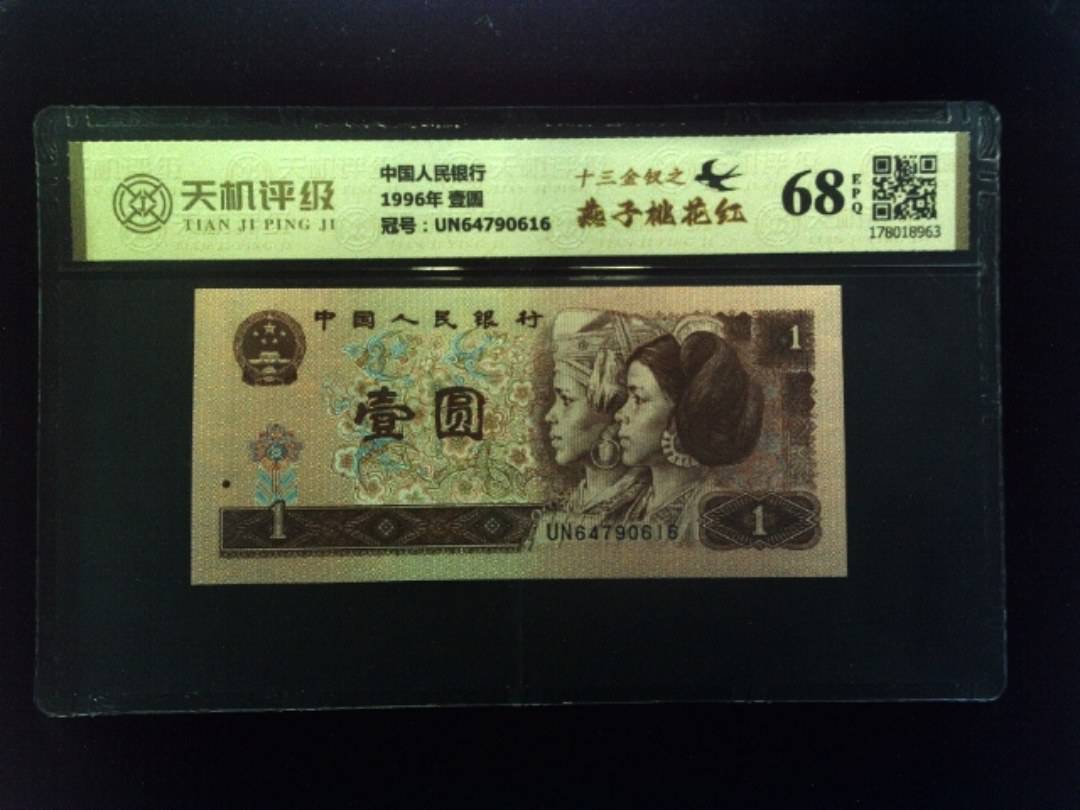 天机评级
TIAN JI PING JI
中国人民银行
1996年 壹圆
冠号：UN64790616
十三金钗之
燕子桃花红
68
EPQ
178018963
中国人民银行
壹圆
1
1
UN64790616
1